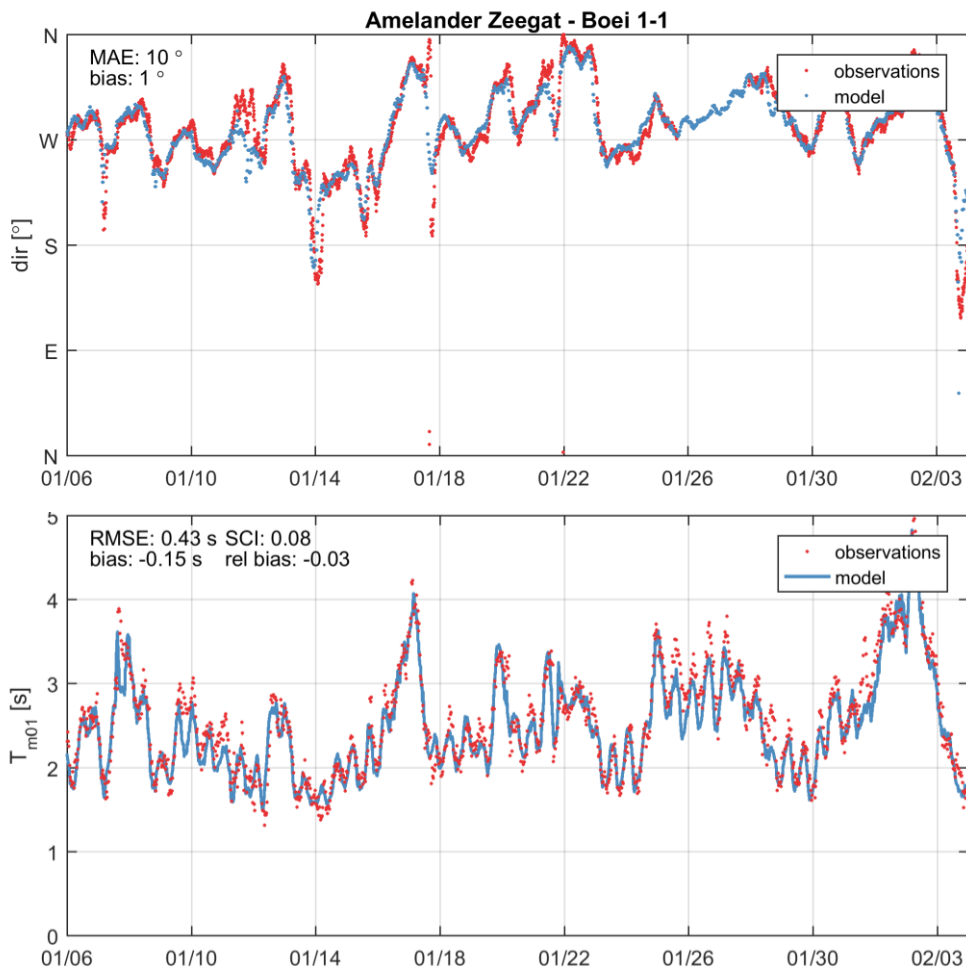 Amelander Zeegat - Boei 1-1
N
MAE: 10 °
bias: 1 °
observations
model
W
dir [°]
S
E
N
01/06 01/10 01/14 01/18 01/22 01/26 01/30 02/03
5
RMSE: 0.43 s SCI: 0.08
bias: -0.15 s rel bias: -0.03
observations
model
4
3
T_m01 [s]
2
1
0
01/06 01/10 01/14 01/18 01/22 01/26 01/30 02/03